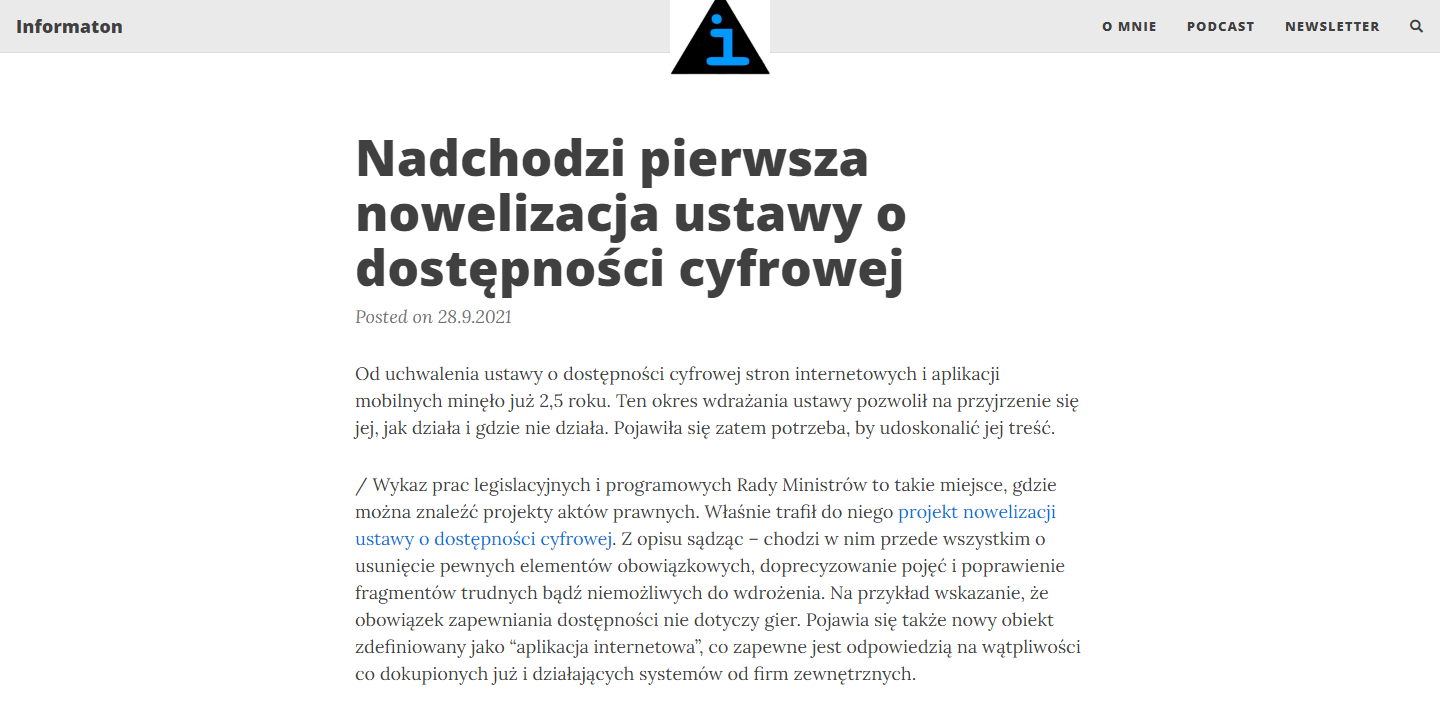 Informaton
i
O MNIE
PODCAST
NEWSLETTER
Nadchodzi pierwsza
nowelizacja ustawy o
dostępności cyfrowej
Posted on 28.9.2021
Od uchwalenia ustawy o dostępności cyfrowej stron internetowych i aplikacji
mobilnych minęło już 2,5 roku. Ten okres wdrażania ustawy pozwolił na przyjrzenie się
jej, jak działa i gdzie nie działa. Pojawiła się zatem potrzeba, by udoskonalić jej treść.
/ Wykaz prac legislacyjnych i programowych Rady Ministrów to takie miejsce, gdzie
można znaleźć projekty aktów prawnych. Właśnie trafił do niego projekt nowelizacji
ustawy o dostępności cyfrowej. Z opisu sądząc – chodzi w nim przede wszystkim o
usunięcie pewnych elementów obowiązkowych, doprecyzowanie pojęć i poprawienie
fragmentów trudnych bądź niemożliwych do wdrożenia. Na przykład wskazanie, że
obowiązek zapewniania dostępności nie dotyczy gier. Pojawia się także nowy obiekt
zdefiniowany jako “aplikacja internetowa”, co zapewne jest odpowiedzią na wątpliwości
co dokupionych już i działających systemów od firm zewnętrznych.